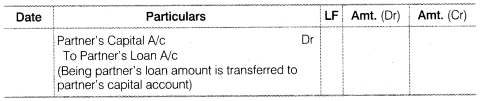 Date Particulars LF Amt. (Dr) Amt. (Cr)
Partner's Capital A/c Dr
To Partner's Loan A/c
(Being partner's loan amount is transferred to
partner's capital account)